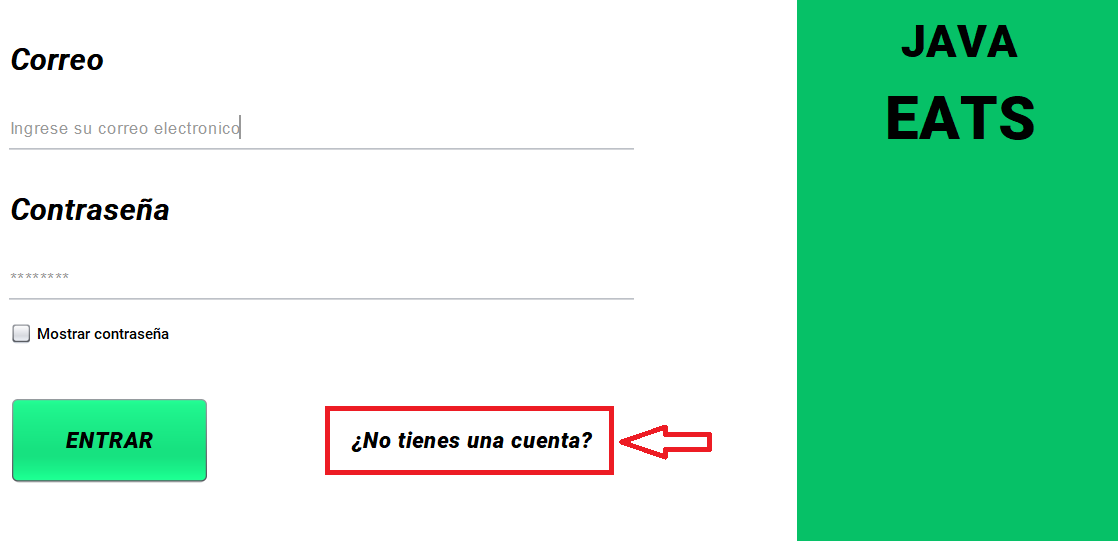 Correo
Ingrese su correo electronico
Contraseña
********
Mostrar contraseña
ENTRAR
¿No tienes una cuenta?
JAVA
EATS